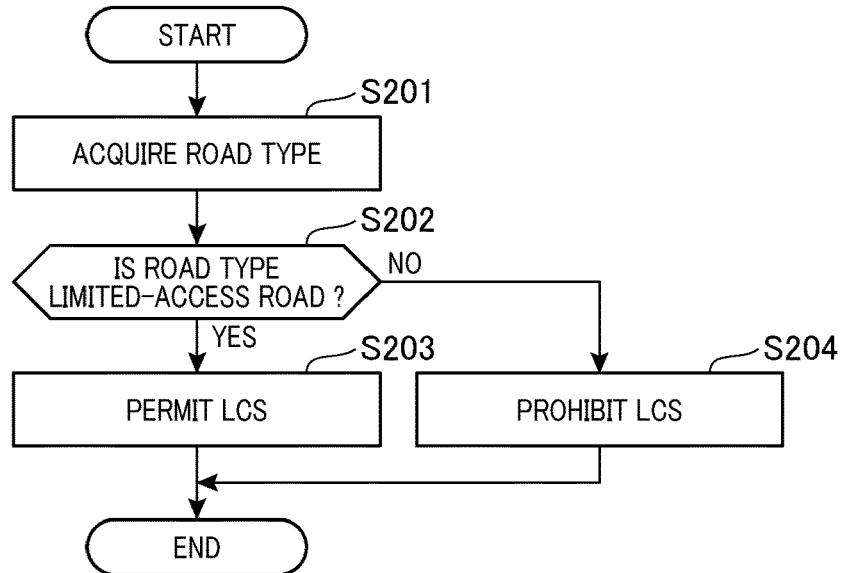 START
S201
ACQUIRE ROAD TYPE
S202
IS ROAD TYPE
LIMITED-ACCESS ROAD ?
NO
YES
S203
PERMIT LCS
S204
PROHIBIT LCS
END